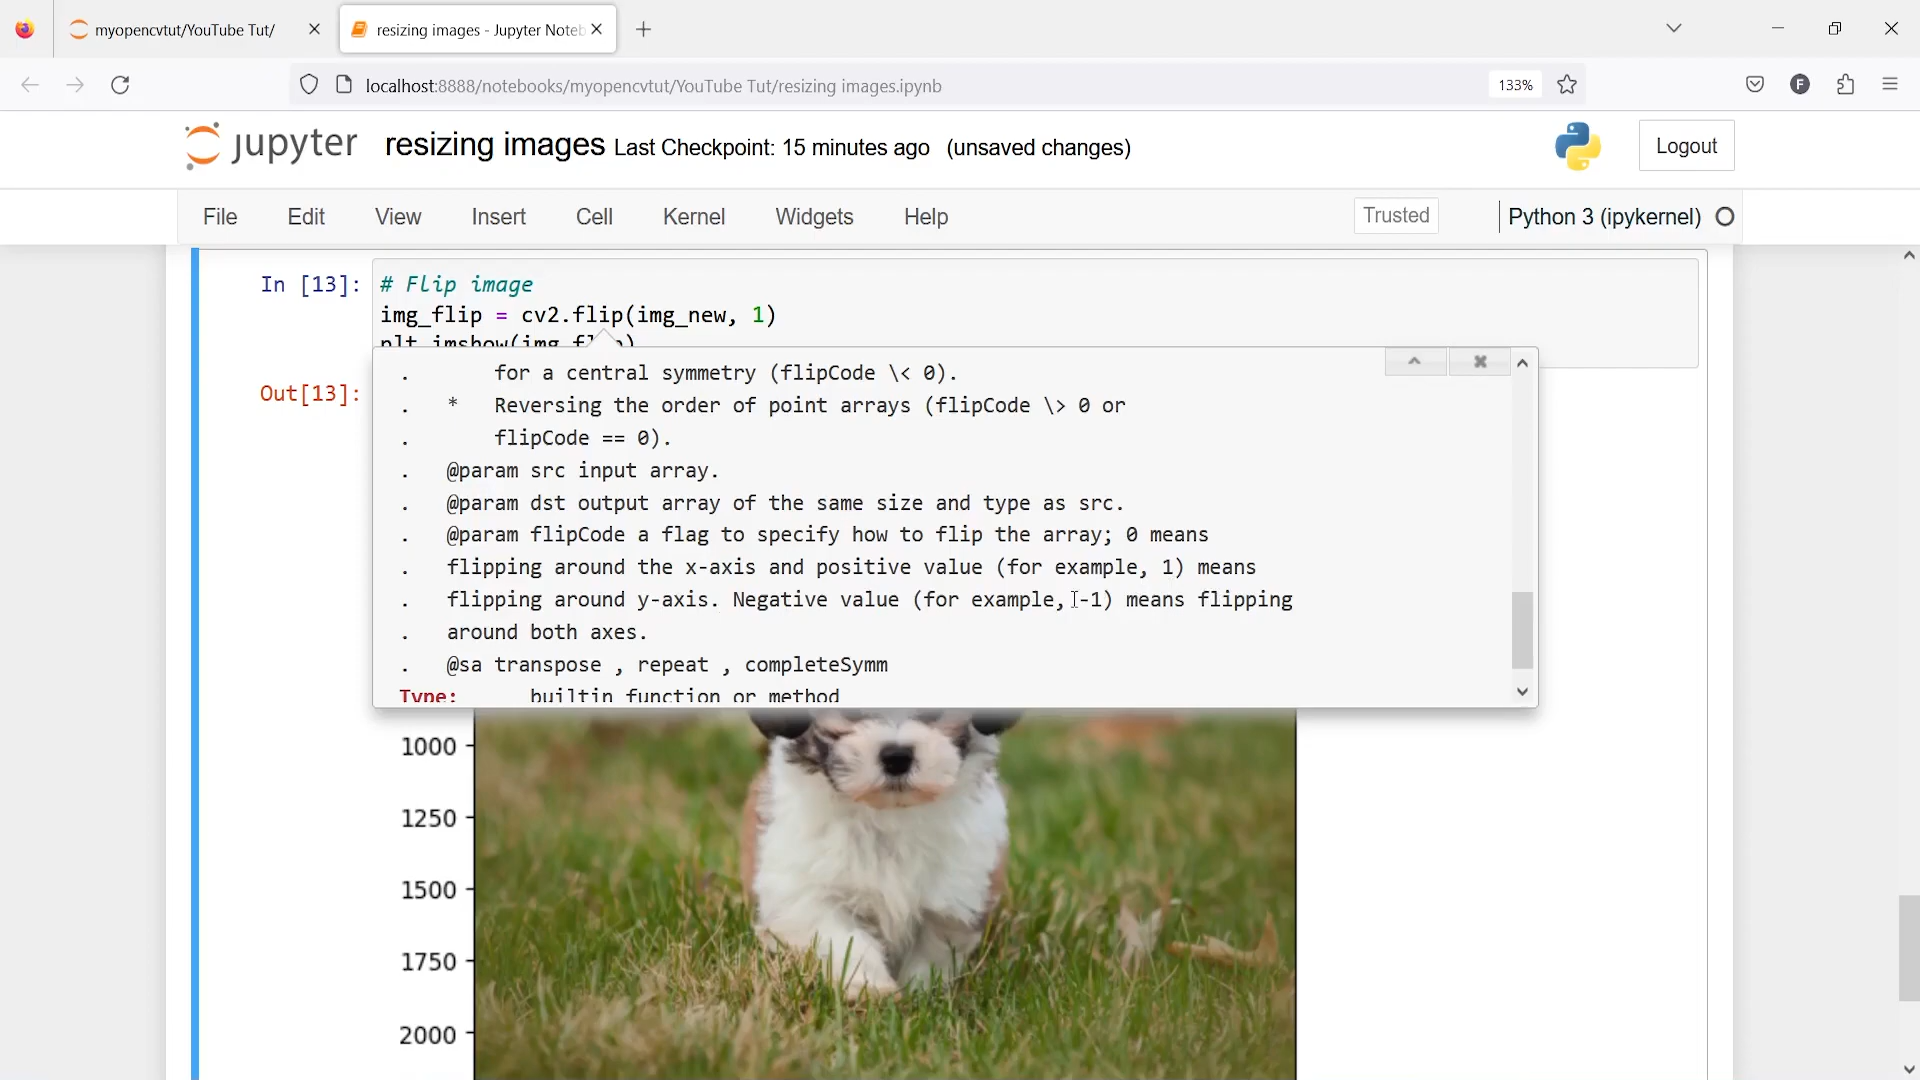 myopencvtut/YouTube Tut/
resizing images - Jupyter Noteb
localhost:8888/notebooks/myopencvtut/YouTube Tut/resizing images.ipynb
133%
F
jupyter
resizing images Last Checkpoint: 15 minutes ago (unsaved changes)
Logout
File Edit View Insert Cell Kernel Widgets Help
Trusted
Python 3 (ipykernel)
In [13]:
# Flip image
img_flip = cv2.flip(img_new, 1)
plt.imshow(img_flip)
Out[13]:
. for a central symmetry (flipCode \< 0).
. * Reversing the order of point arrays (flipCode \> 0 or
. flipCode == 0).
. @param src input array.
. @param dst output array of the same size and type as src.
. @param flipCode a flag to specify how to flip the array; 0 means
. flipping around the x-axis and positive value (for example, 1) means
. flipping around y-axis. Negative value (for example, -1) means flipping
. around both axes.
. @sa transpose , repeat , completeSymm
Type: builtin_function_or_method
1000
1250
1500
1750
2000